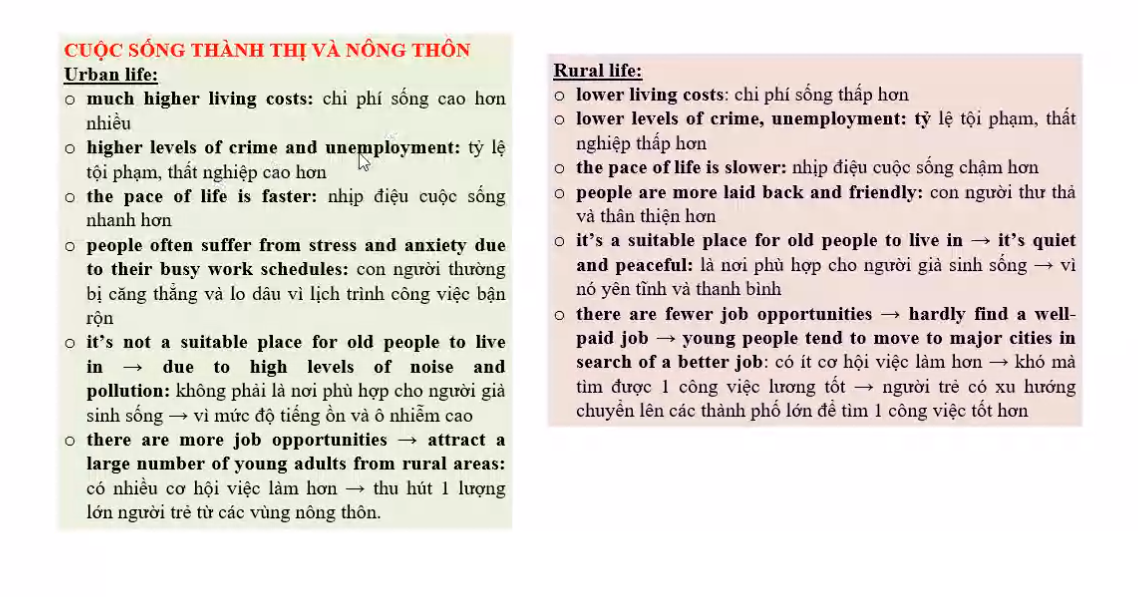 CUỘC SỐNG THÀNH THỊ VÀ NÔNG THÔN
Urban life:
o much higher living costs: chi phí sống cao hơn
nhiều
o higher levels of crime and unemployment: tỷ lệ
tội phạm, thất nghiệp cao hơn
o the pace of life is faster: nhịp điệu cuộc sống
nhanh hơn
o people often suffer from stress and anxiety due
to their busy work schedules: con người thường
bị căng thẳng và lo dâu vì lịch trình công việc bận
rộn
o it’s not a suitable place for old people to live
in → due to high levels of noise and
pollution: không phải là nơi phù hợp cho người già
sinh sống → vì mức độ tiếng ồn và ô nhiễm cao
o there are more job opportunities → attract a
large number of young adults from rural areas:
có nhiều cơ hội việc làm hơn → thu hút 1 lượng
lớn người trẻ từ các vùng nông thôn.
Rural life:
o lower living costs: chi phí sống thấp hơn
o lower levels of crime, unemployment: tỷ lệ tội phạm, thất
nghiệp thấp hơn
o the pace of life is slower: nhịp điệu cuộc sống chậm hơn
o people are more laid back and friendly: con người thư thả
và thân thiện hơn
o it’s a suitable place for old people to live in → it’s quiet
and peaceful: là nơi phù hợp cho người già sinh sống → vì
nó yên tĩnh và thanh bình
o there are fewer job opportunities → hardly find a well-
paid job → young people tend to move to major cities in
search of a better job: có ít cơ hội việc làm hơn → khó mà
tìm được 1 công việc lương tốt → người trẻ có xu hướng
chuyển lên các thành phố lớn để tìm 1 công việc tốt hơn